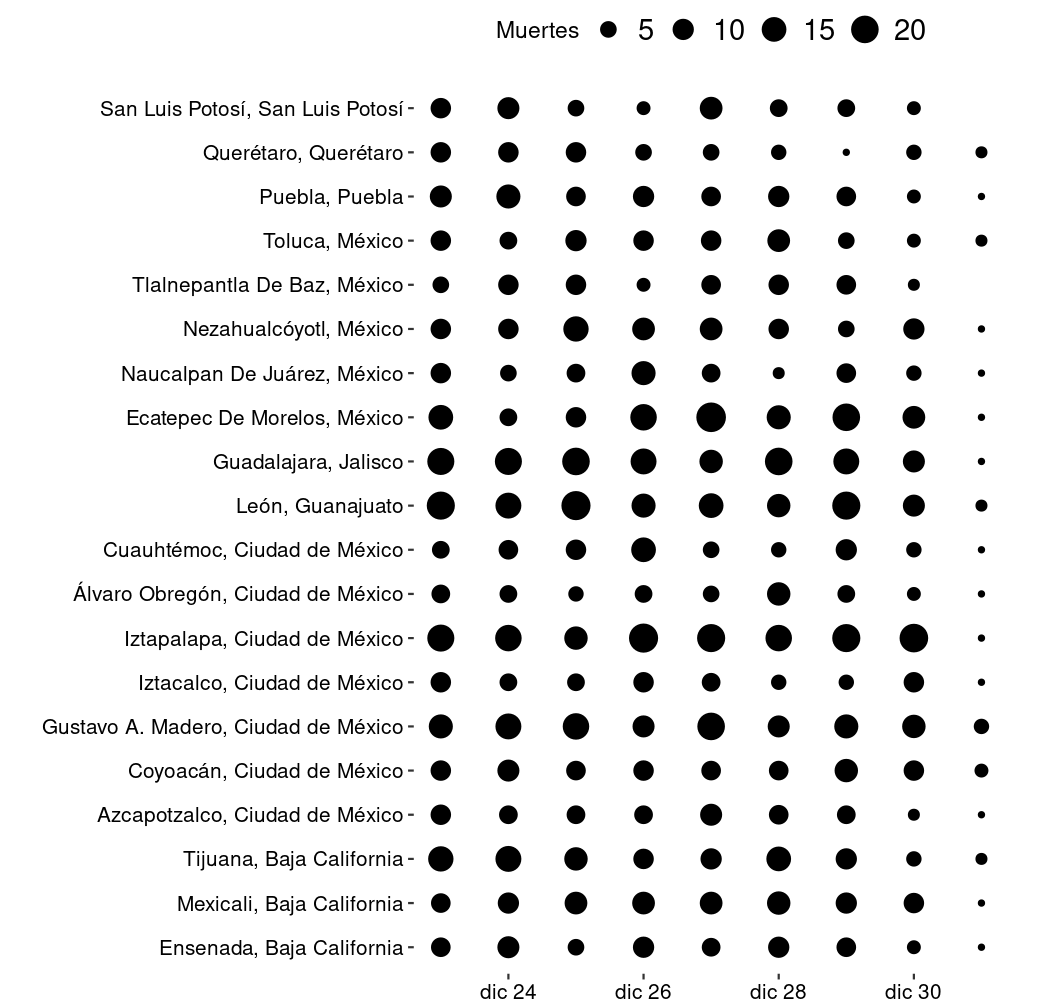 Muertes 5 10 15 20
San Luis Potosí, San Luis Potosí
Querétaro, Querétaro
Puebla, Puebla
Toluca, México
Tlalnepantla De Baz, México
Nezahualcóyotl, México
Naucalpan De Juárez, México
Ecatepec De Morelos, México
Guadalajara, Jalisco
León, Guanajuato
Cuauhtémoc, Ciudad de México
Álvaro Obregón, Ciudad de México
Iztapalapa, Ciudad de México
Iztacalco, Ciudad de México
Gustavo A. Madero, Ciudad de México
Coyoacán, Ciudad de México
Azcapotzalco, Ciudad de México
Tijuana, Baja California
Mexicali, Baja California
Ensenada, Baja California
dic 24 dic 26 dic 28 dic 30